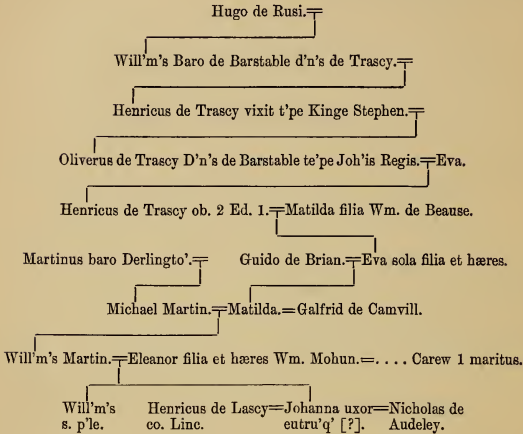 Hugo de Rusi.
Will'm's Baro de Barstable d'n's de Trascy.
Henricus de Trascy vixit t'pe Kinge Stephen.
Oliverus de Trascy D'n's de Barstable te'pe Joh'is Regis.=Eva.
Henricus de Trascy ob. 2 Ed. 1.=Matilda filia Wm. de Beause.
Martinus baro Derlingto'. Guido de Brian.=Eva sola filia et hæres.
Michael Martin.=Matilda.=Galfrid de Camvill.
Will'm's Martin.=Eleanor filia et hæres Wm. Mohun.=.... Carew 1 maritus.
Will'm's Henricus de Lascy=Johanna uxor=Nicholas de
s. p'le. co. Linc. eutru'q' [?]. Audeley.